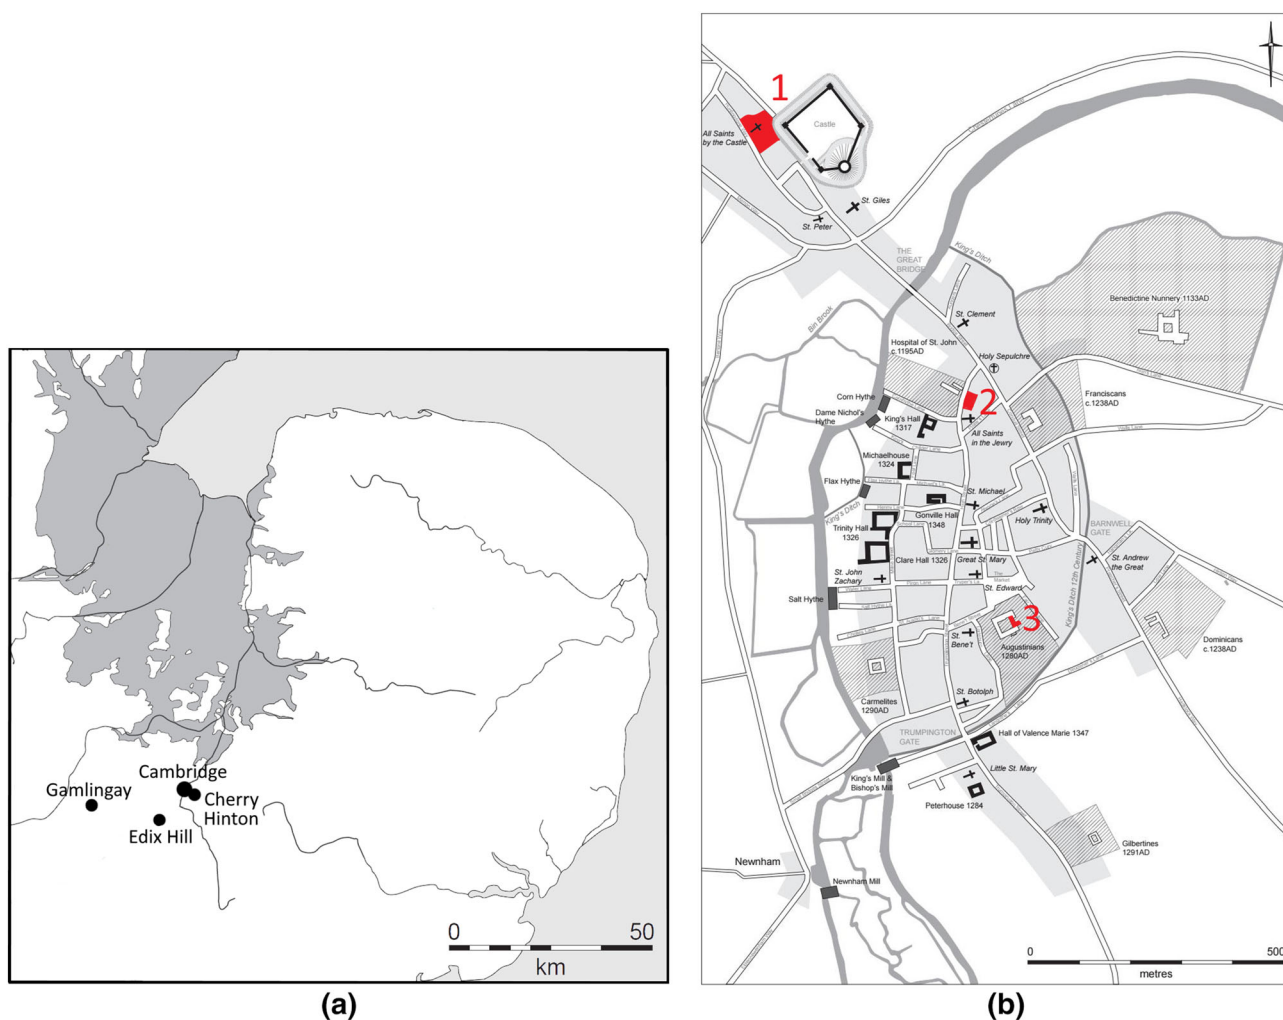 Gamlingay
Cambridge
Cherry
Hinton
Edix Hill
0
50
km
(a)
1
Castle
All Saints
by the Castle
St. Giles
St. Peter
THE
GREAT
BRIDGE
King's Ditch
Bin Brook
Benedictine Nunnery 1133AD
St. Clement
Hospital of St. John
c.1195AD
Holy Sepulchre
Franciscans
c.1238AD
2
Corn Hythe
Dame Nichol's
Hythe
King's Hall
1317
All Saints
in the Jewry
Michaelhouse
1324
Flax Hythe
St. Michael
King's Ditch
Gonville Hall
1348
Holy Trinity
Trinity Hall
1326
BARNWELL
GATE
Clare Hall 1326
Great St. Mary
St. Andrew
the Great
St. John
Zachary
The
Market
St. Edward
King's Ditch 12th Century
Salt Hythe
3
St.
Bene't
Augustinians
1280AD
Dominicans
c.1238AD
Carmelites
1290AD
St. Botolph
TRUMPINGTON
GATE
Hall of Valence Marie 1347
King's Mill &
Bishop's Mill
Little St. Mary
Peterhouse 1284
Gilbertines
1291AD
Newnham
Newnham Mill
0
500
metres
(b)